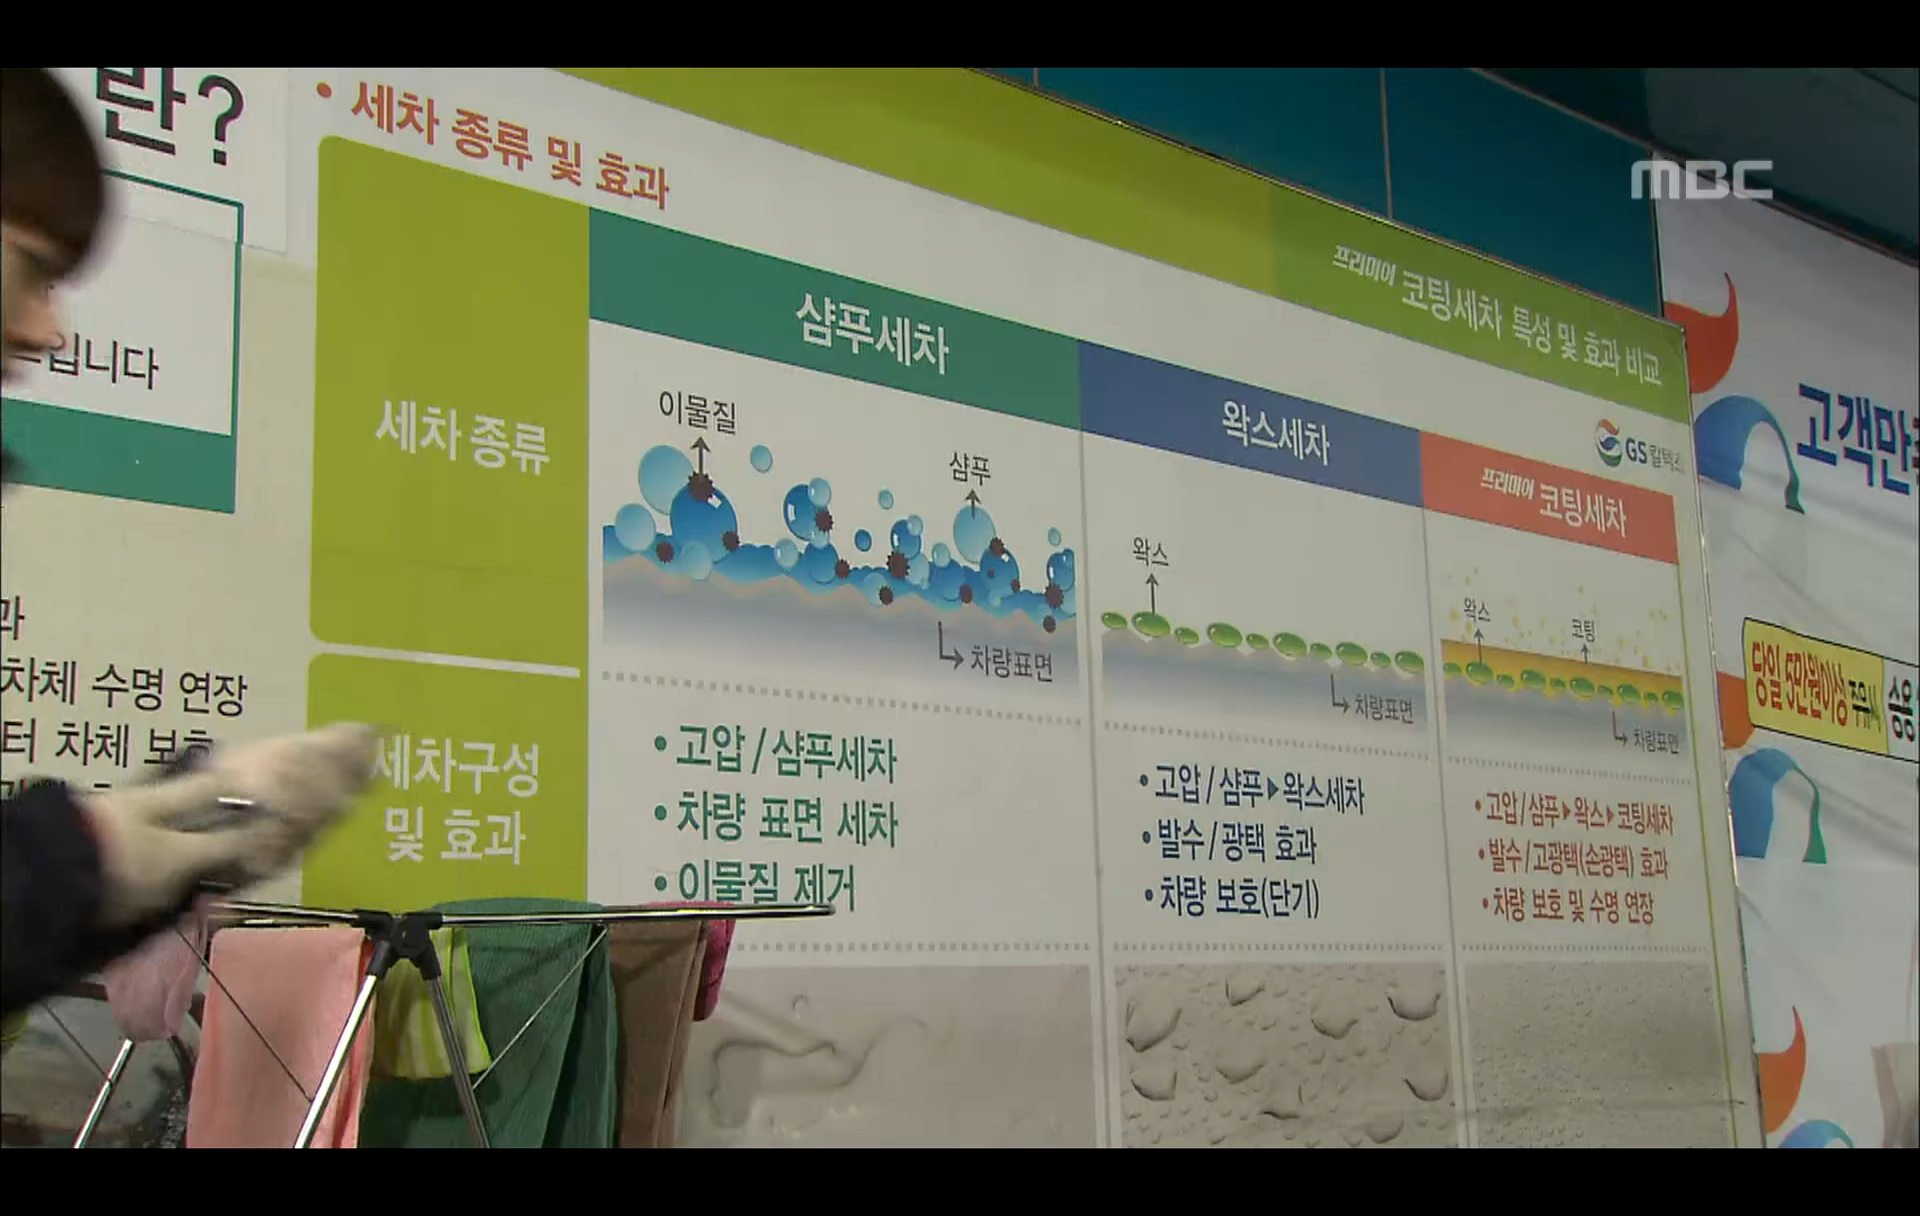 란?
입니다
과
차체 수명 연장
터 차체 보호
• 세차 종류 및 효과
프리미어 코팅세차 특성 및 효과 비교
GS칼텍스
세차 종류
샴푸세차
왁스세차
프리미어 코팅세차
이물질
샴푸
차량표면
왁스
차량표면
왁스
코팅
차량표면
세차구성
및 효과
• 고압 / 샴푸세차
• 차량 표면 세차
• 이물질 제거
• 고압 / 샴푸▶왁스세차
• 발수 / 광택 효과
• 차량 보호(단기)
• 고압/샴푸▶왁스▶코팅세차
• 발수/고광택(손광택) 효과
• 차량 보호 및 수명 연장
MBC
고객만
당일 5만원이상 주유시 승용